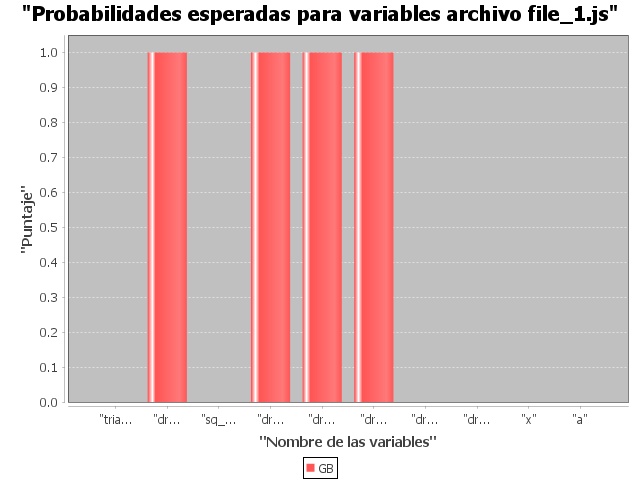 "Probabilidades esperadas para variables archivo file_1.js"
1.0
0.9
0.8
0.7
0.6
0.5
0.4
0.3
0.2
0.1
0.0
"Puntaje"
"tria... "dr... "sq_... "dr... "dr... "dr... "dr... "dr... "x" "a"
"Nombre de las variables"
GB